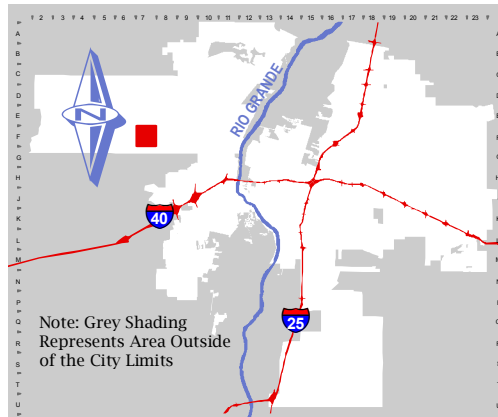 2 3 4 5 6 7 8 9 10 11 12 13 14 15 16 17 18 19 20 21 22 23
A
B
C
D
E
F
G
H
J
K
L
M
N
P
Q
R
S
T
U
N
RIO GRANDE
40
25
Note: Grey Shading
Represents Area Outside
of the City Limits